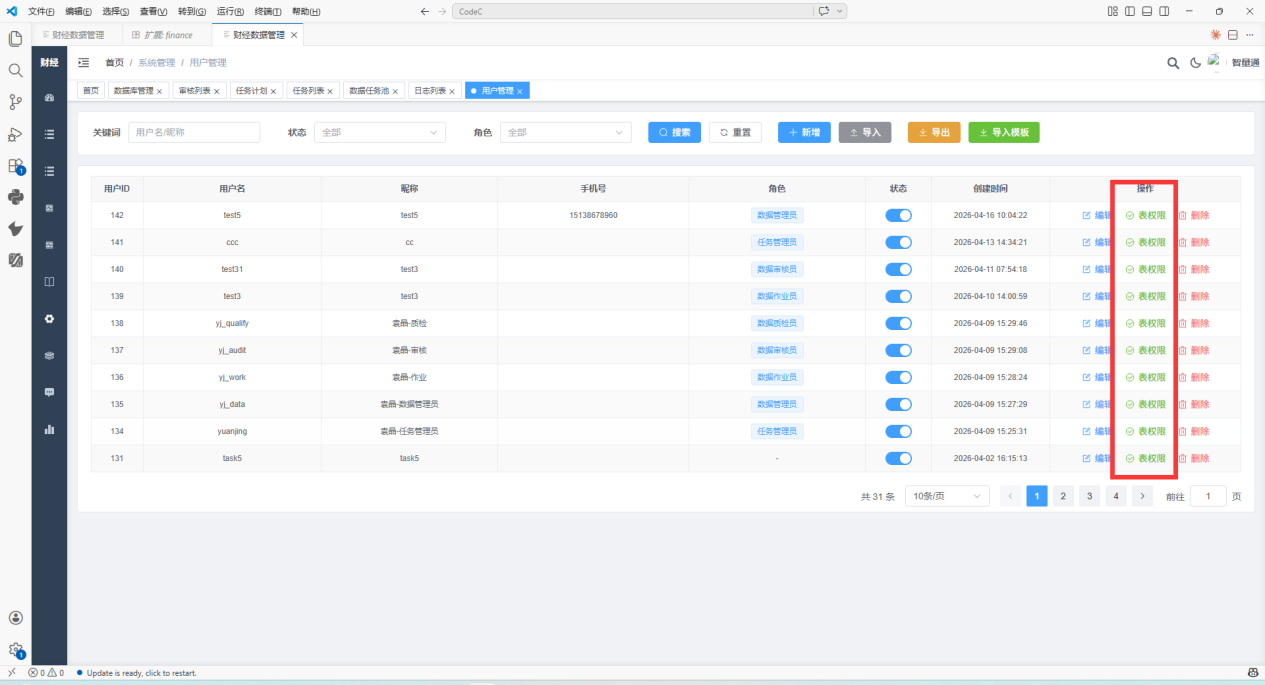 文件(F) 编辑(E) 选择(S) 查看(V) 转到(G) 运行(R) 终端(T) 帮助(H) CodeC
财经数据管理 扩展: finance 财经数据管理
财经 首页 / 系统管理 / 用户管理 智量通
首页 数据库管理 审核列表 任务计划 任务列表 数据任务池 日志列表 用户管理
关键词 用户名/昵称 状态 全部 角色 全部 搜索 重置 新增 导入 导出 导入模板
用户ID 用户名 昵称 手机号 角色 状态 创建时间 操作
142 test5 test5 15138678960 数据管理员 2026-04-16 10:04:22 编辑 表权限 删除
141 ccc cc 任务管理员 2026-04-13 14:34:21 编辑 表权限 删除
140 test31 test3 数据审核员 2026-04-11 07:54:18 编辑 表权限 删除
139 test3 test3 数据作业员 2026-04-10 14:00:59 编辑 表权限 删除
138 yj_qualify 袁晶-质检 数据质检员 2026-04-09 15:29:46 编辑 表权限 删除
137 yj_audit 袁晶-审核 数据审核员 2026-04-09 15:29:08 编辑 表权限 删除
136 yj_work 袁晶-作业 数据作业员 2026-04-09 15:28:24 编辑 表权限 删除
135 yj_data 袁晶-数据管理员 数据管理员 2026-04-09 15:27:29 编辑 表权限 删除
134 yuanjing 袁晶-任务管理员 任务管理员 2026-04-09 15:25:31 编辑 表权限 删除
131 task5 task5 - 2026-04-02 16:15:13 编辑 表权限 删除
共 31 条 10条/页 1 2 3 4 前往 1 页
1
1
0 0 Update is ready, click to restart.